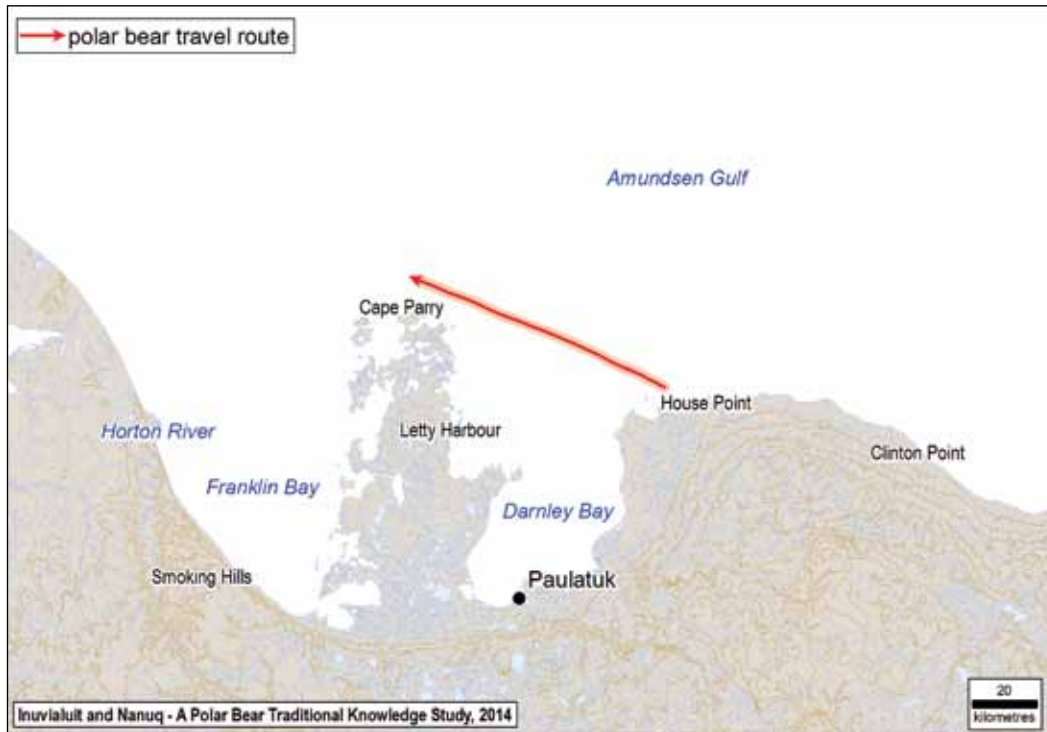 polar bear travel route
Amundsen Gulf
Cape Parry
House Point
Letty Harbour
Horton River
Clinton Point
Franklin Bay
Darnley Bay
Smoking Hills
Paulatuk
20
kilometres
Inuvialuit and Nanuq - A Polar Bear Traditional Knowledge Study, 2014